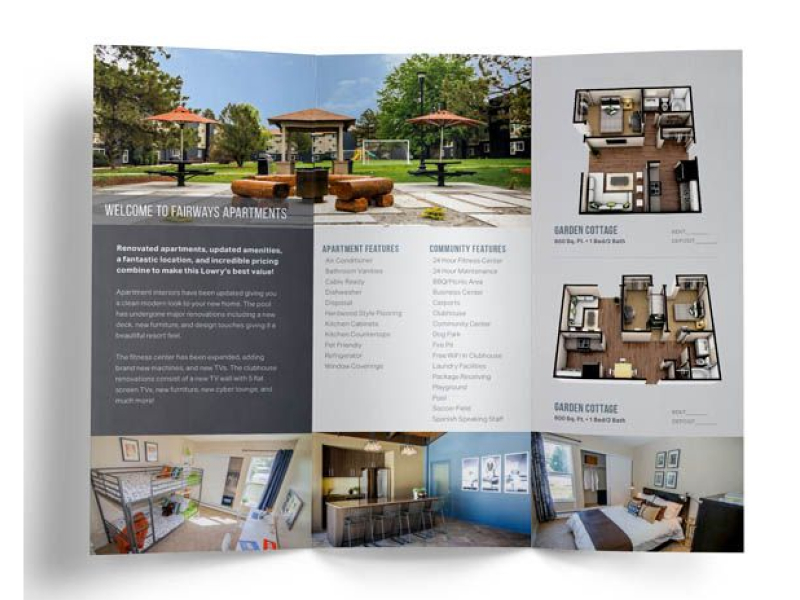 WELCOME TO FAIRWAYS APARTMENTS
Renovated apartments, updated amenities,
a fantastic location, and incredible pricing
combine to make this Lowry's best value!
Apartment interiors have been updated giving you
a clean modern look to your new home. The pool
has undergone major renovations including a new
deck, new furniture, and design touches giving it a
beautiful resort feel.
The fitness center has been expanded, adding
brand new machines, and new TVs. The clubhouse
renovations consist of a new TV wall with 5 flat
screen TVs, new furniture, new cyber lounge, and
much more!
APARTMENT FEATURES
Air Conditioner
Bathroom Vanities
Cable Ready
Dishwasher
Disposal
Hardwood Style Flooring
Kitchen Cabinets
Kitchen Countertops
Pet Friendly
Refrigerator
Window Coverings
COMMUNITY FEATURES
24 Hour Fitness Center
24 Hour Maintenance
BBQ/Picnic Area
Business Center
Carports
Clubhouse
Community Center
Dog Park
Fire Pit
Free WiFi in Clubhouse
Laundry Facilities
Package Receiving
Playground
Pool
Soccer Field
Spanish Speaking Staff
GARDEN COTTAGE
600 Sq. Ft. • 1 Bed/2 Bath
RENT:
DEPOSIT:
GARDEN COTTAGE
600 Sq. Ft. • 1 Bed/2 Bath
RENT:
DEPOSIT: